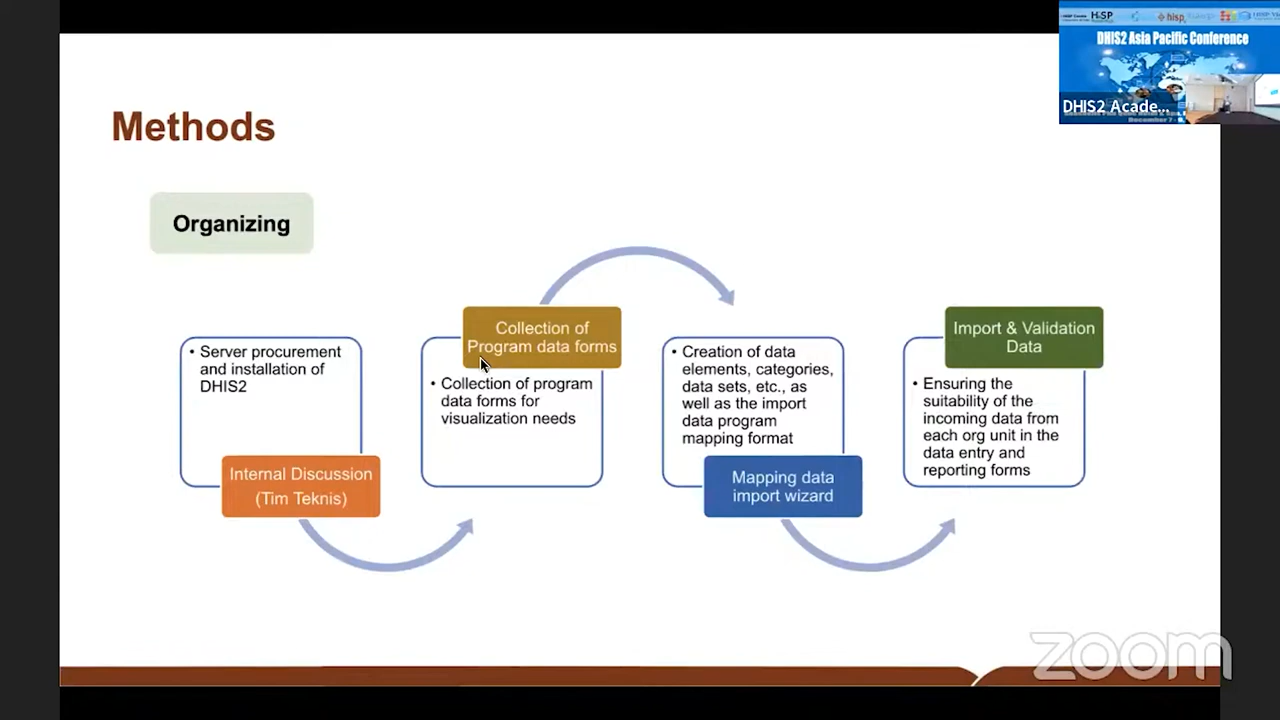 HiSP
hisp
DHIS2 Asia Pacific Conference
DHIS2 Acade...
Methods
Organizing
• Server procurement
and installation of
DHIS2
Internal Discussion
(Tim Teknis)
Collection of
Program data forms
• Collection of program
data forms for
visualization needs
• Creation of data
elements, categories,
data sets, etc., as
well as the import
data program
mapping format
Mapping data
import wizard
Import & Validation
Data
• Ensuring the
suitability of the
incoming data from
each org unit in the
data entry and
reporting forms
zoom